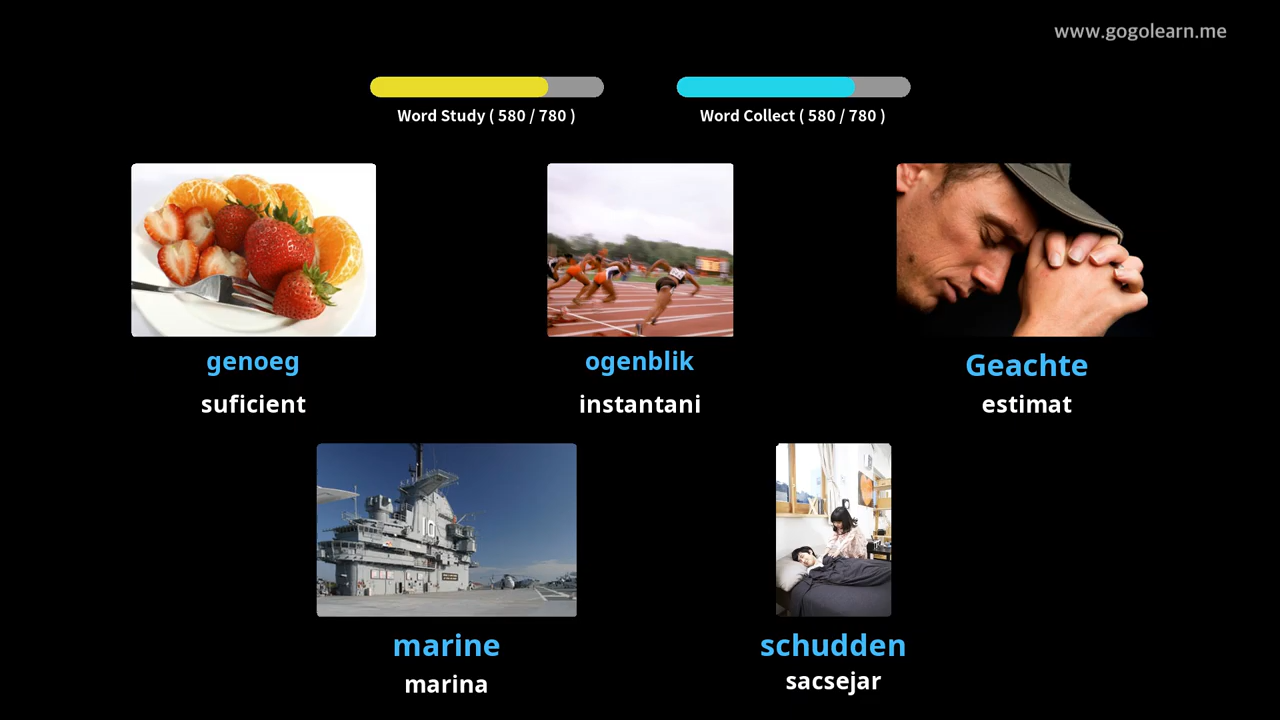 www.gogolearn.me
Word Study ( 580 / 780 )
Word Collect ( 580 / 780 )
genoeg
ogenblik
Geachte
suficient
instantani
estimat
10
marine
schudden
marina
sacsejar